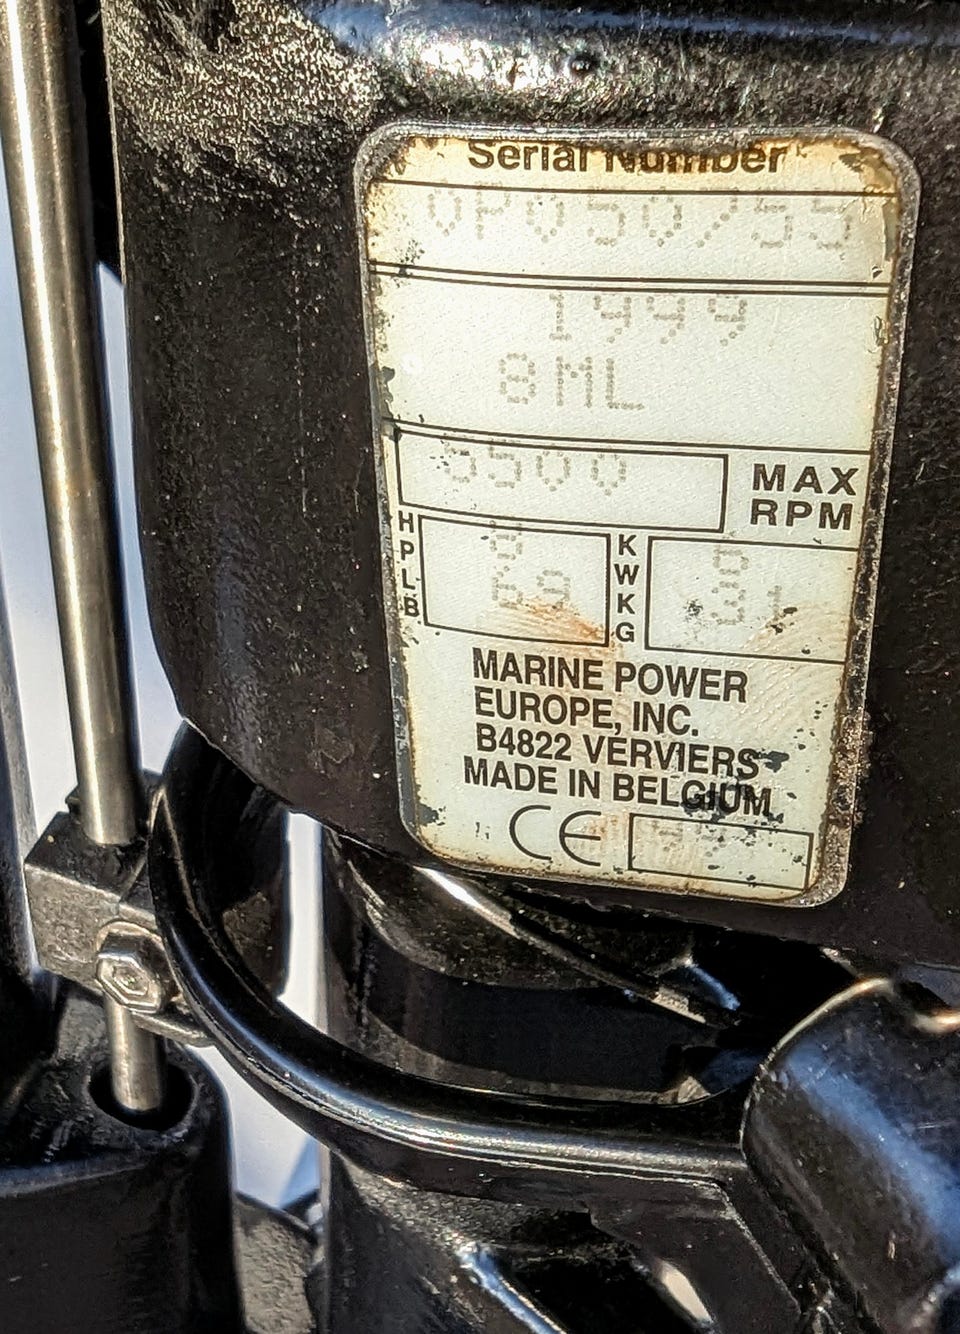 Serial Number
0P050755
1999
8ML
5500
MAX
RPM
HP 8 KW
LB KG
MARINE POWER
EUROPE, INC.
B4822 VERVIERS
MADE IN BELGIUM
CE